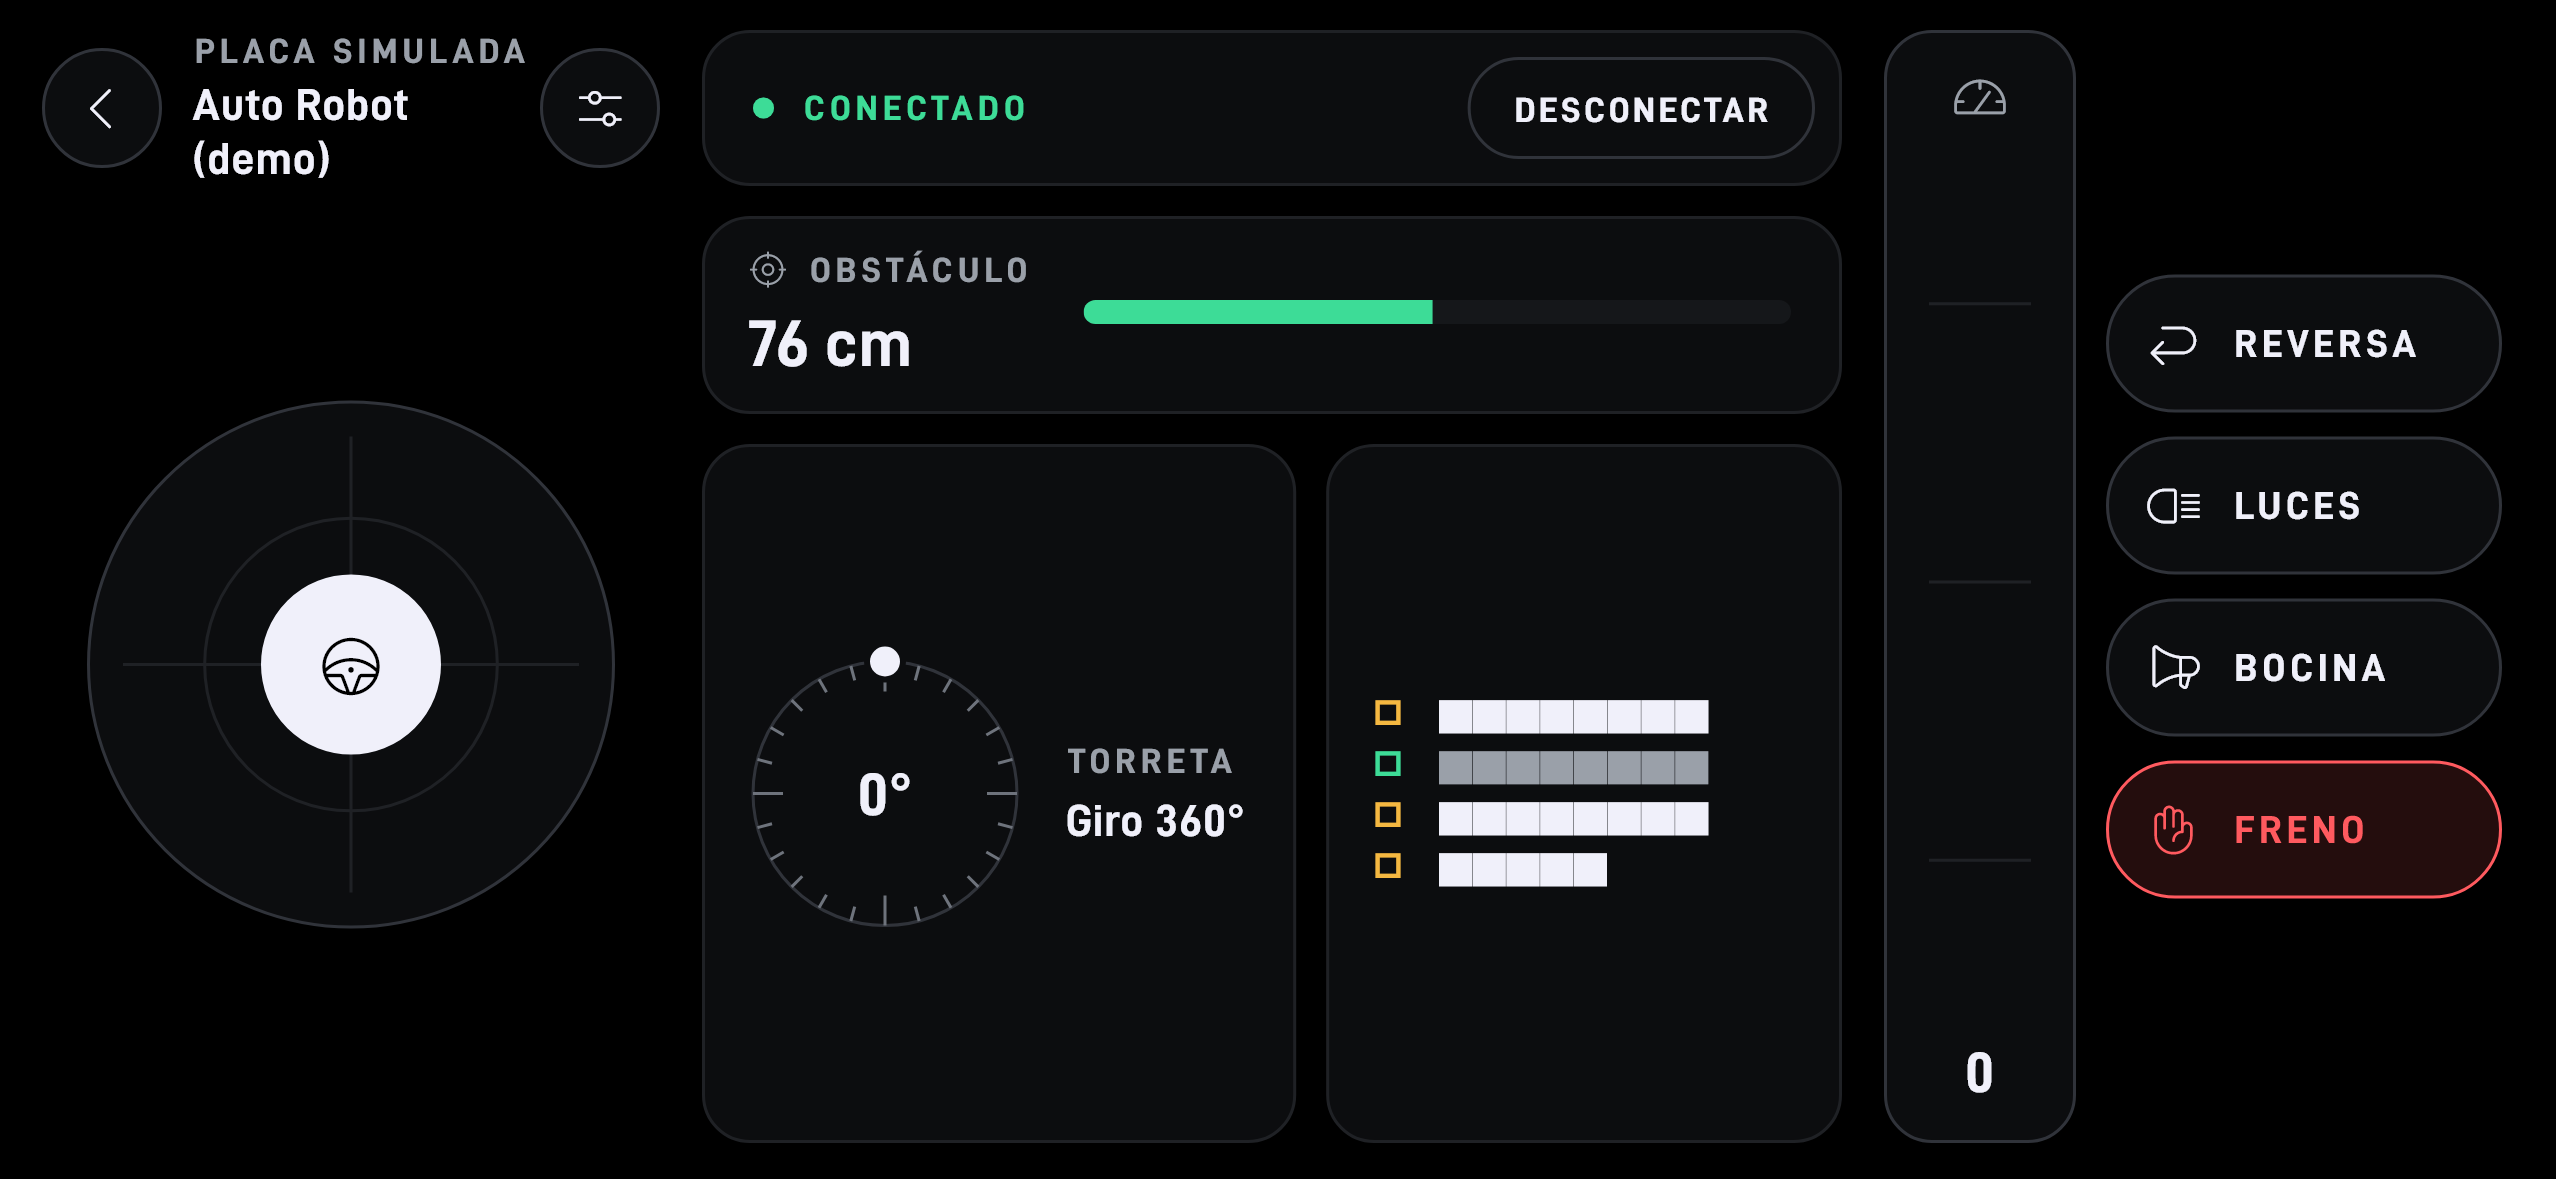 PLACA SIMULADA
Auto Robot
(demo)
CONECTADO
DESCONECTAR
OBSTÁCULO
76 cm
0°
TORRETA
Giro 360°
0
REVERSA
LUCES
BOCINA
FRENO